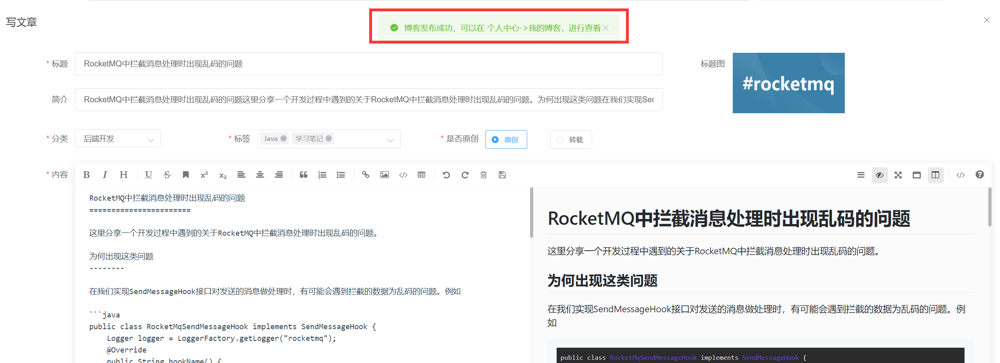 写文章
博客发布成功，可以在 个人中心->我的博客，进行查看
* 标题 RocketMQ中拦截消息处理时出现乱码的问题
标题图
#rocketmq
简介 RocketMQ中拦截消息处理时出现乱码的问题这里分享一个开发过程中遇到的关于RocketMQ中拦截消息处理时出现乱码的问题。为何出现这类问题在我们实现Ser
* 分类 后端开发 * 标签 Java 学习笔记 * 是否原创 原创 转载
* 内容
RocketMQ中拦截消息处理时出现乱码的问题
=======================
这里分享一个开发过程中遇到的关于RocketMQ中拦截消息处理时出现乱码的问题。
为何出现这类问题
--------
在我们实现SendMessageHook接口对发送的消息做处理时，有可能会遇到拦截的数据为乱码的问题。例如
```java
public class RocketMqSendMessageHook implements SendMessageHook {
Logger logger = LoggerFactory.getLogger("rocketmq");
@Override
public String hookName() {
RocketMQ中拦截消息处理时出现乱码的问题
这里分享一个开发过程中遇到的关于RocketMQ中拦截消息处理时出现乱码的问题。
为何出现这类问题
在我们实现SendMessageHook接口对发送的消息做处理时，有可能会遇到拦截的数据为乱码的问题。例
如
public class RocketMqSendMessageHook implements SendMessageHook {